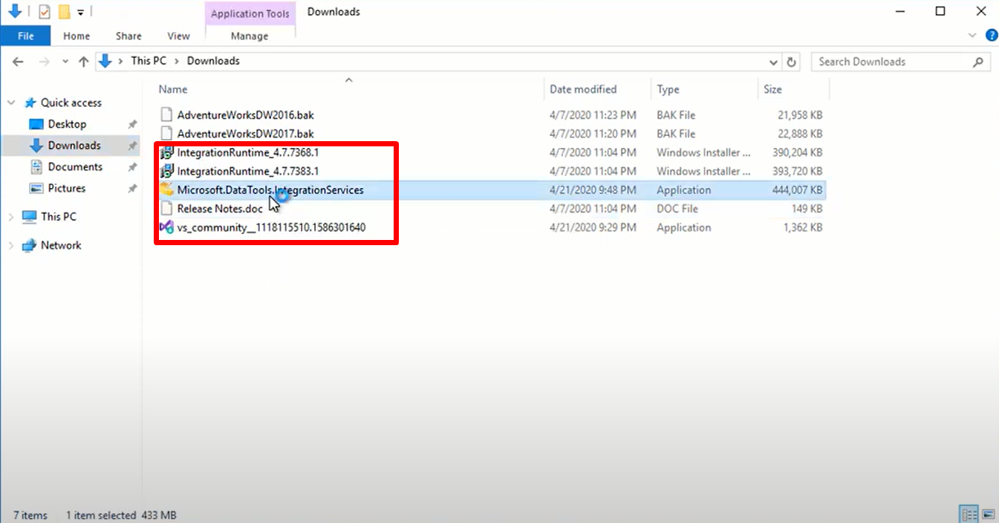 Application Tools Downloads
File Home Share View Manage
This PC Downloads Search Downloads
Name Date modified Type Size
Quick access
Desktop
Downloads
Documents
Pictures
This PC
Network
AdventureWorksDW2016.bak 4/7/2020 11:23 PM BAK File 21,958 KB
AdventureWorksDW2017.bak 4/7/2020 11:20 PM BAK File 22,888 KB
IntegrationRuntime_4.7.7368.1 4/7/2020 11:04 PM Windows Installer ... 390,204 KB
IntegrationRuntime_4.7.7383.1 4/7/2020 11:04 PM Windows Installer ... 393,720 KB
Microsoft.DataTools.IntegrationServices 4/21/2020 9:48 PM Application 444,007 KB
Release Notes.doc 4/7/2020 11:04 PM DOC File 149 KB
vs_community__1118115510.1586301640 4/21/2020 9:29 PM Application 1,362 KB
7 items 1 item selected 433 MB